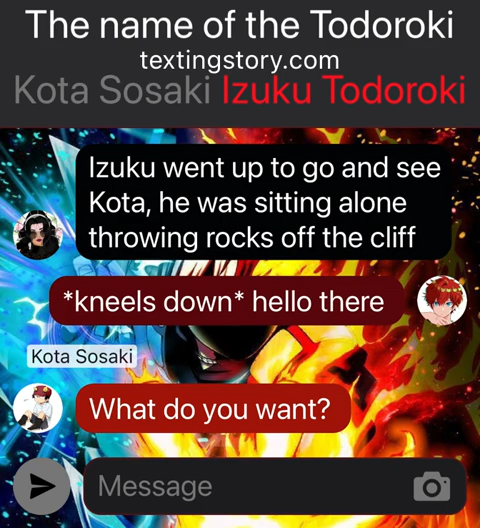 The name of the Todoroki
textingstory.com
Kota Sosaki Izuku Todoroki
Izuku went up to go and see
Kota, he was sitting alone
throwing rocks off the cliff
*kneels down* hello there
Kota Sosaki
What do you want?
Message